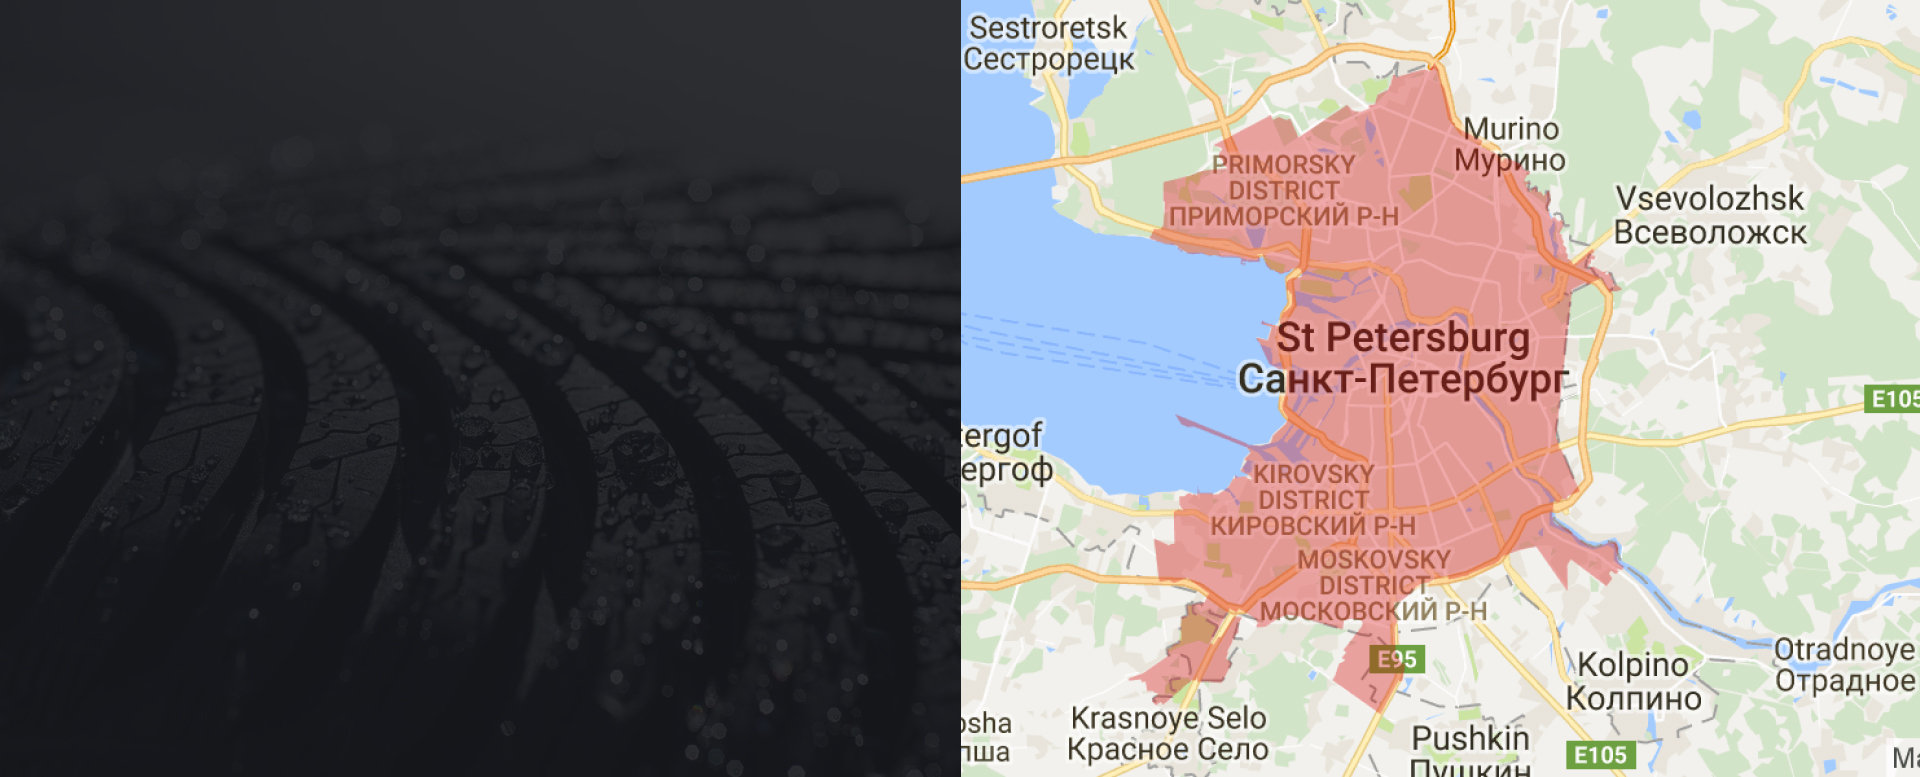 Sestroretsk
Сестрорецк
Murino
Мурино
PRIMORSKY
DISTRICT
ПРИМОРСКИЙ Р-Н
Vsevolozhsk
Всеволожск
St Petersburg
Санкт-Петербург
E105
tergof
ергоф
KIROVSKY
DISTRICT
КИРОВСКИЙ Р-Н
MOSKOVSKY
DISTRICT
МОСКОВСКИЙ Р-Н
E95
Kolpino
Колпино
Otradnoye
Отрадное
osha
пша
Krasnoye Selo
Красное Село
Pushkin
Пушкин
E105
Ma